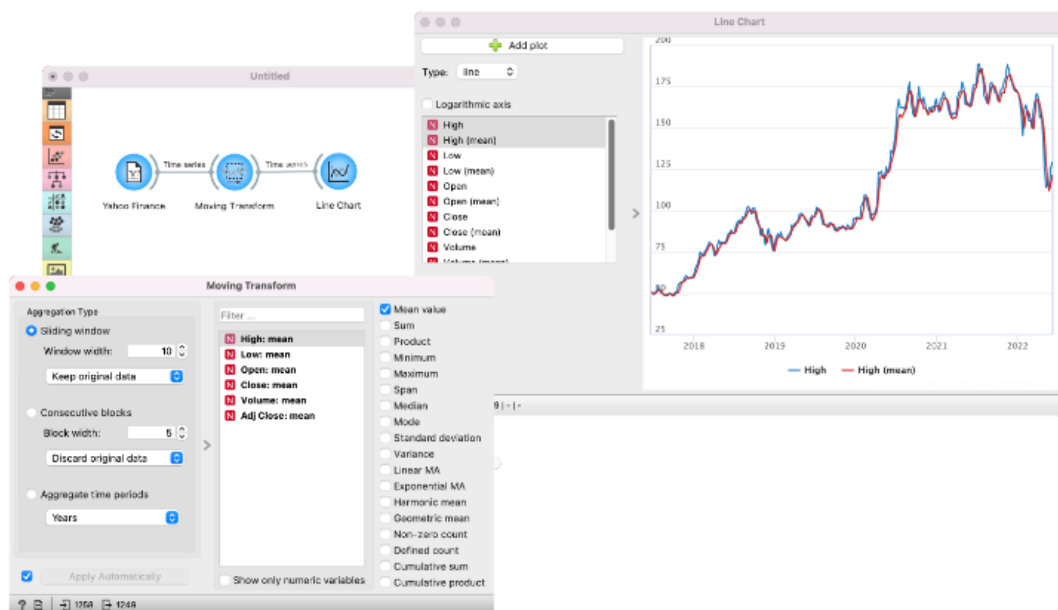 Line Chart
Add plot
Type: line
Logarithmic axis
High
High (mean)
Low
Low (mean)
Open
Open (mean)
Close
Close (mean)
Volume
Volume (mean)
200
175
150
125
100
75
50
25
2018 2019 2020 2021 2022
High High (mean)
9 | - | -
Untitled
Time series Time series
Yahoo Finance Moving Transform Line Chart
Moving Transform
Aggregation Type
Sliding window
Window width: 10
Keep original data
Consecutive blocks
Block width: 5
Discard original data
Aggregate time periods
Years
Apply Automatically
Filter ...
High: mean
Low: mean
Open: mean
Close: mean
Volume: mean
Adj Close: mean
Show only numeric variables
Mean value
Sum
Product
Minimum
Maximum
Span
Median
Mode
Standard deviation
Variance
Linear MA
Exponential MA
Harmonic mean
Geometric mean
Non-zero count
Defined count
Cumulative sum
Cumulative product
? 1258 1249